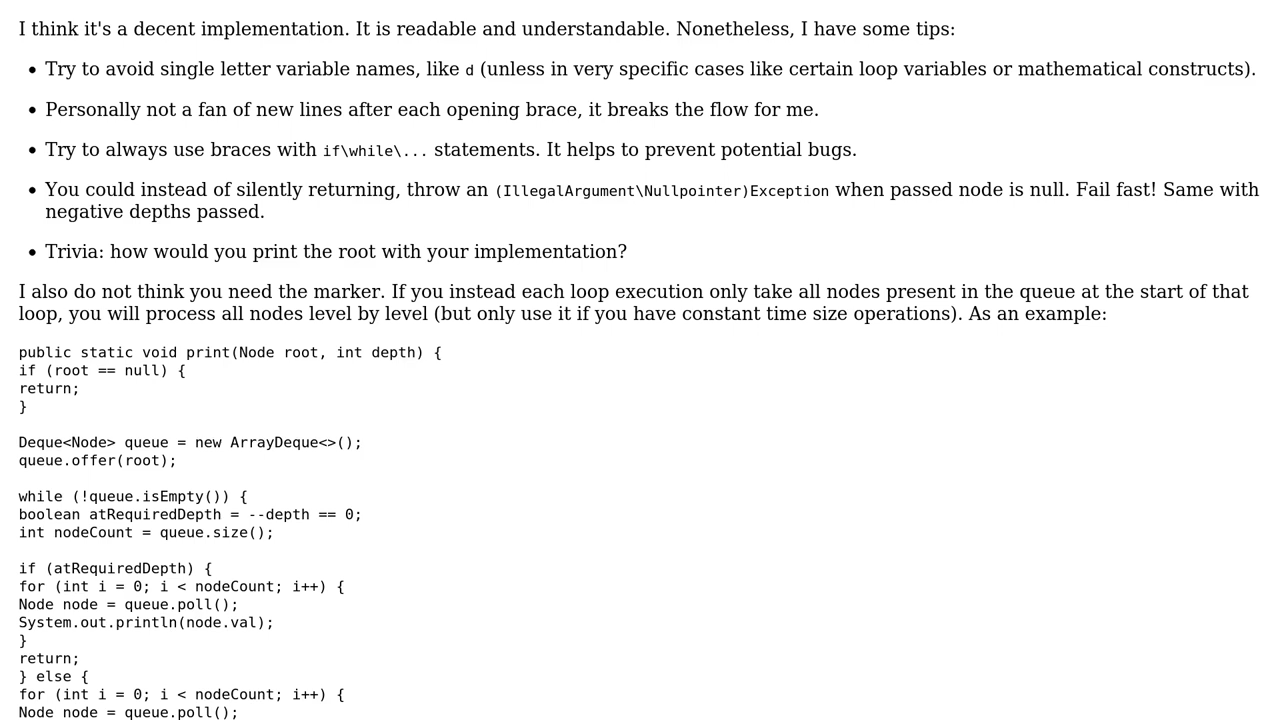 I think it's a decent implementation. It is readable and understandable. Nonetheless, I have some tips:
• Try to avoid single letter variable names, like d (unless in very specific cases like certain loop variables or mathematical constructs).
• Personally not a fan of new lines after each opening brace, it breaks the flow for me.
• Try to always use braces with if\while\... statements. It helps to prevent potential bugs.
• You could instead of silently returning, throw an (IllegalArgument\Nullpointer)Exception when passed node is null. Fail fast! Same with
negative depths passed.
• Trivia: how would you print the root with your implementation?
I also do not think you need the marker. If you instead each loop execution only take all nodes present in the queue at the start of that
loop, you will process all nodes level by level (but only use it if you have constant time size operations). As an example:
public static void print(Node root, int depth) {
if (root == null) {
return;
}
Deque<Node> queue = new ArrayDeque<>();
queue.offer(root);
while (!queue.isEmpty()) {
boolean atRequiredDepth = --depth == 0;
int nodeCount = queue.size();
if (atRequiredDepth) {
for (int i = 0; i < nodeCount; i++) {
Node node = queue.poll();
System.out.println(node.val);
}
return;
} else {
for (int i = 0; i < nodeCount; i++) {
Node node = queue.poll();